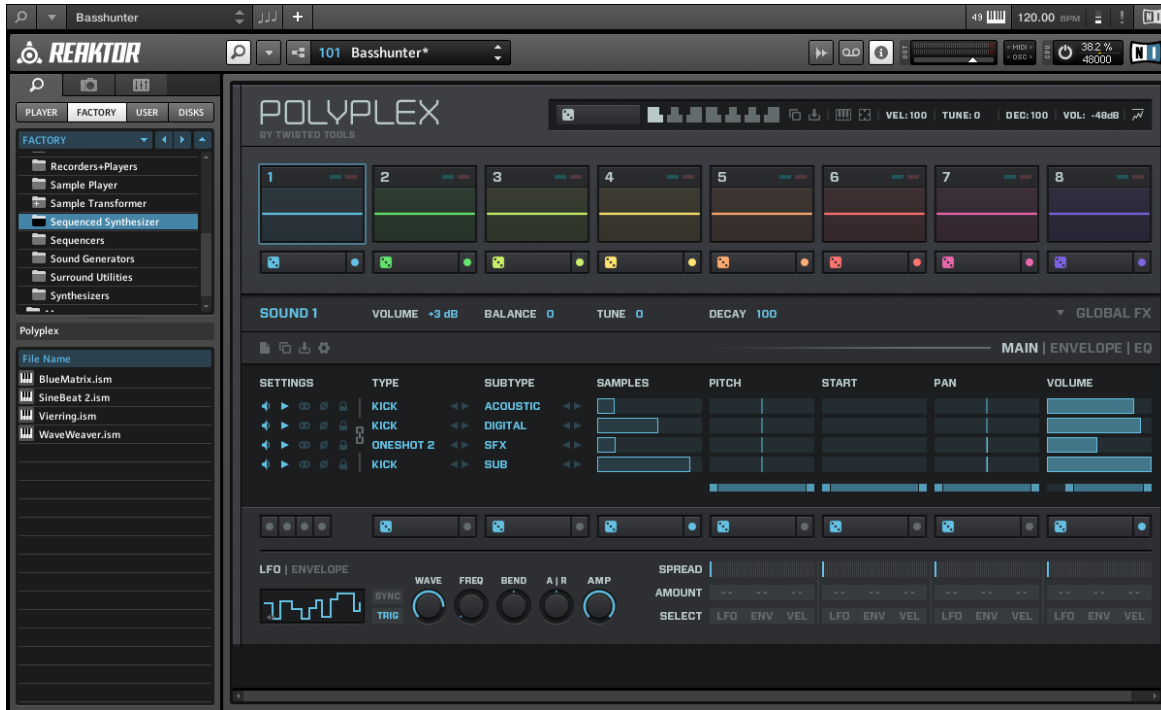 Basshunter 49 120.00 BPM ! NI
REAKTOR 101 Basshunter* OUT MIDI OSC CPU 38.2 % 48000 NI
PLAYER FACTORY USER DISKS
FACTORY
Recorders+Players
Sample Player
Sample Transformer
Sequenced Synthesizer
Sequencers
Sound Generators
Surround Utilities
Synthesizers
Polyplex
File Name
BlueMatrix.ism
SineBeat 2.ism
Vierring.ism
WaveWeaver.ism
POLYPLEX
BY TWISTED TOOLS
VEL: 100 TUNE: 0 DEC: 100 VOL: -48dB
1 2 3 4 5 6 7 8
SOUND 1 VOLUME +3 dB BALANCE 0 TUNE 0 DECAY 100 GLOBAL FX
MAIN | ENVELOPE | EQ
SETTINGS TYPE SUBTYPE SAMPLES PITCH START PAN VOLUME
KICK ACOUSTIC
KICK DIGITAL
ONESHOT 2 SFX
KICK SUB
LFO | ENVELOPE
SYNC
TRIG
WAVE FREQ BEND A | R AMP
SPREAD
AMOUNT -- -- -- -- -- -- -- -- -- -- -- --
SELECT LFO ENV VEL LFO ENV VEL LFO ENV VEL LFO ENV VEL